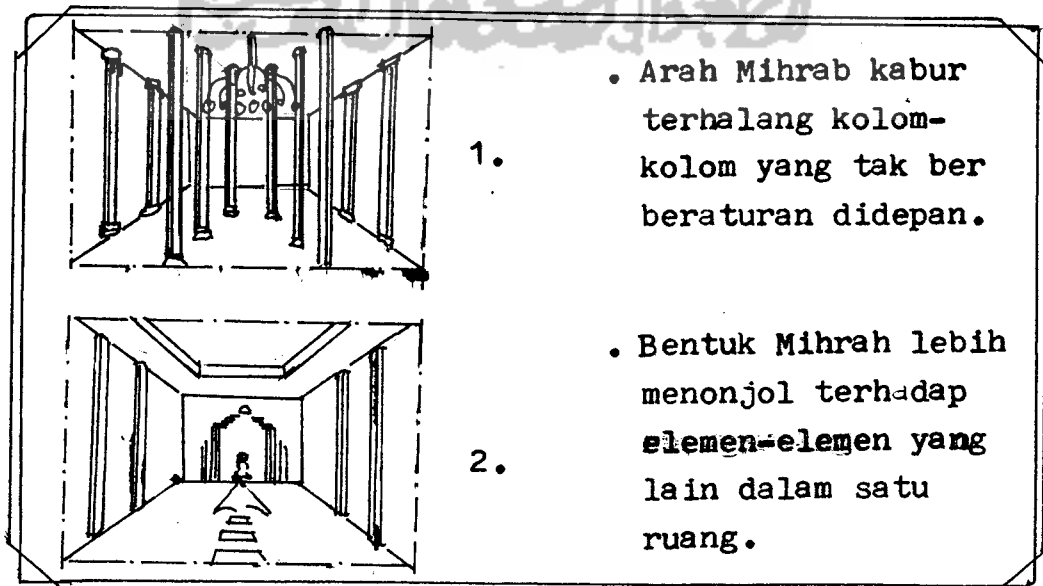 1.
• Arah Mihrab kabur
terhalang kolom-
kolom yang tak ber
beraturan didepan.
2.
• Bentuk Mihrah lebih
menonjol terhadap
elemen-elemen yang
lain dalam satu
ruang.